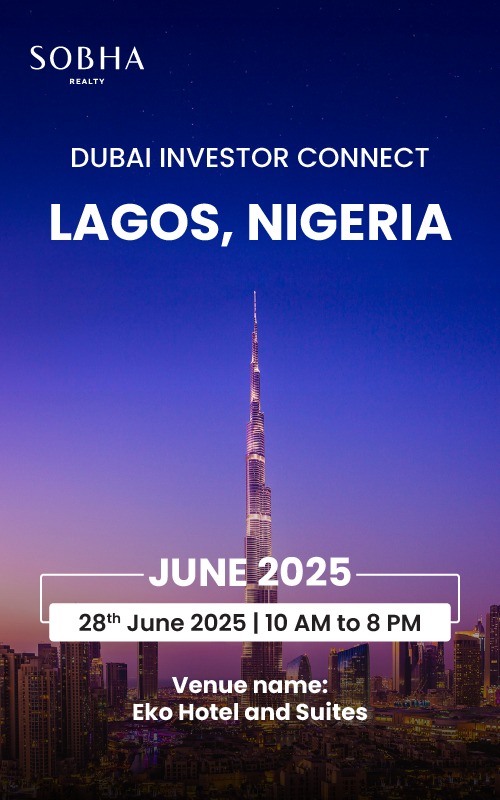 SOBHA
REALTY
DUBAI INVESTOR CONNECT
LAGOS, NIGERIA
JUNE 2025
28th June 2025 | 10 AM to 8 PM
Venue name:
Eko Hotel and Suites